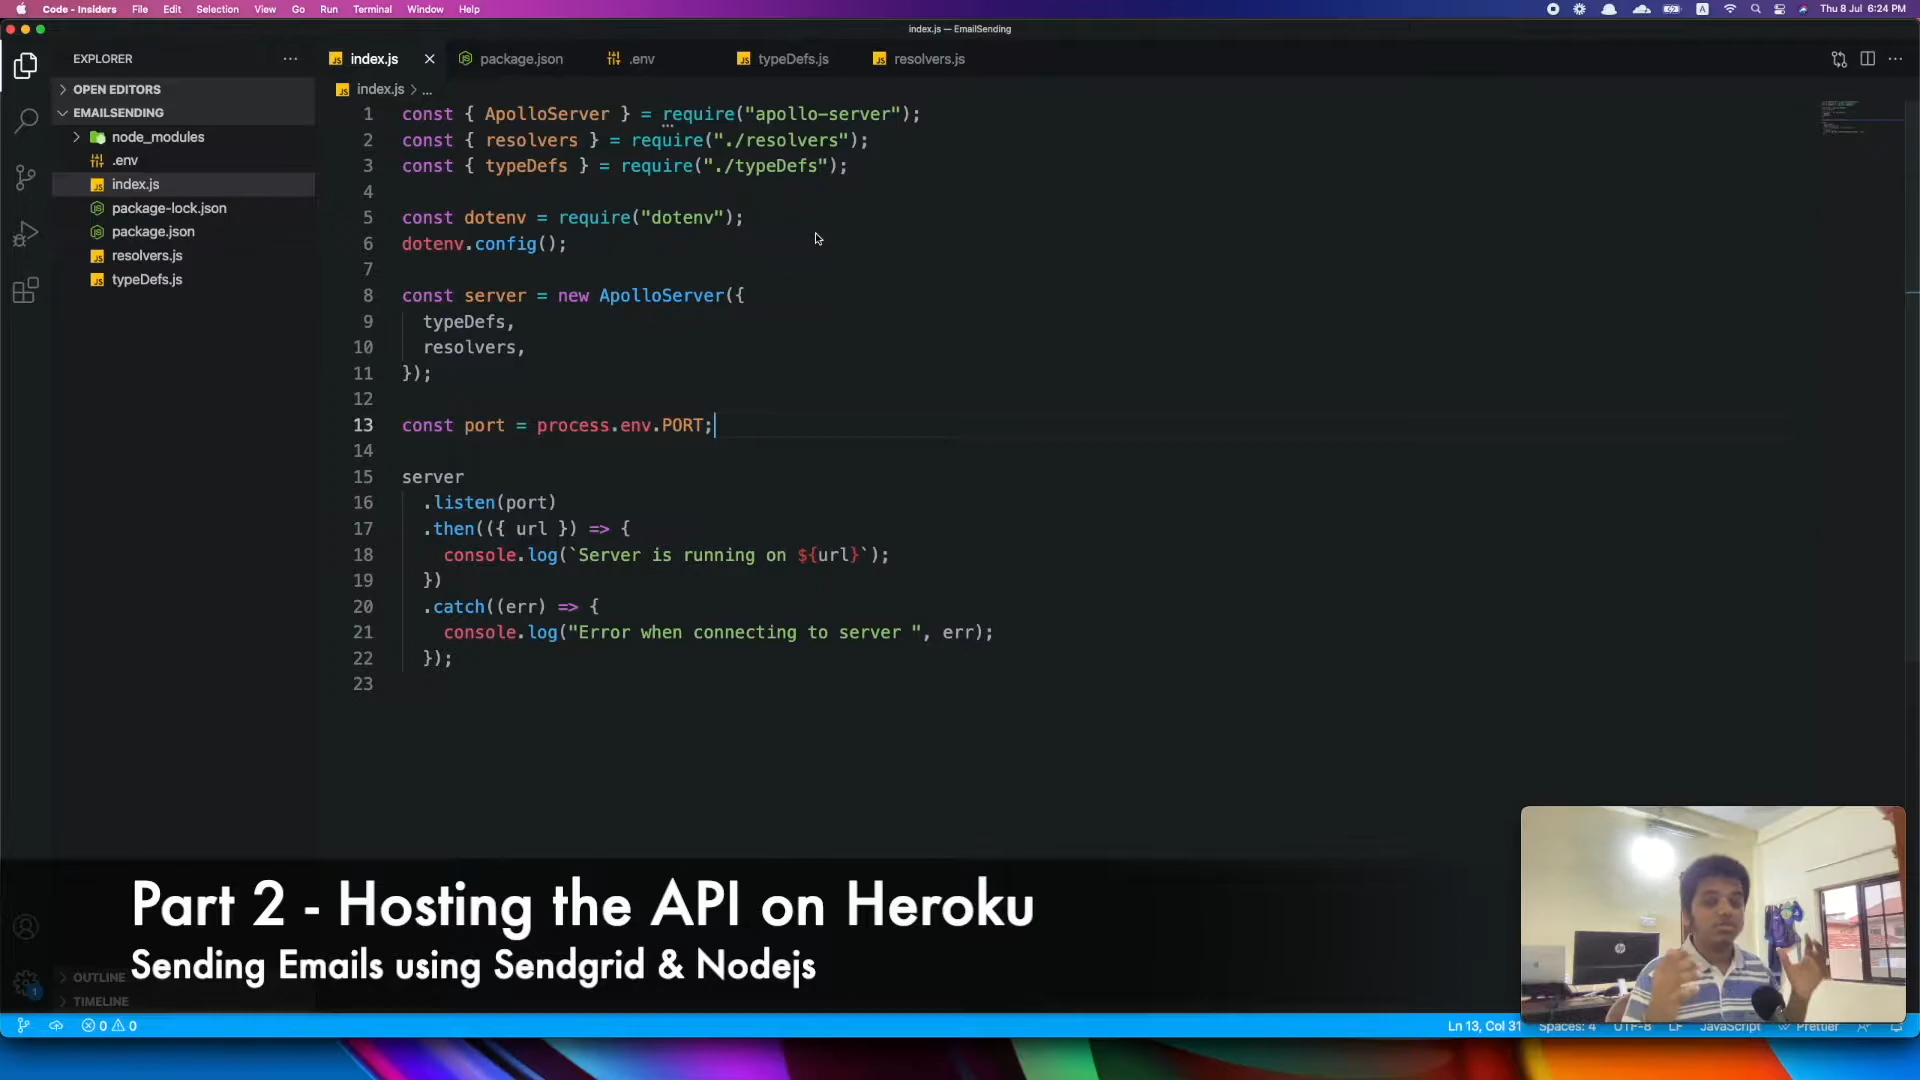 Code - Insiders File Edit Selection View Go Run Terminal Window Help
A Thu 8 Jul 6:24 PM
index.js — EmailSending
EXPLORER
OPEN EDITORS
EMAILSENDING
node_modules
.env
index.js
package-lock.json
package.json
resolvers.js
typeDefs.js
OUTLINE
TIMELINE
index.js package.json .env typeDefs.js resolvers.js
index.js > ...
1 const { ApolloServer } = require("apollo-server");
2 const { resolvers } = require("./resolvers");
3 const { typeDefs } = require("./typeDefs");
4
5 const dotenv = require("dotenv");
6 dotenv.config();
7
8 const server = new ApolloServer({
9 typeDefs,
10 resolvers,
11 });
12
13 const port = process.env.PORT;
14
15 server
16 .listen(port)
17 .then(({ url }) => {
18 console.log(`Server is running on ${url}`);
19 })
20 .catch((err) => {
21 console.log("Error when connecting to server ", err);
22 });
23
Part 2 - Hosting the API on Heroku
Sending Emails using Sendgrid & Nodejs
1
0 0
Ln 13, Col 31 Spaces: 4 UTF-8 LF JavaScript Prettier